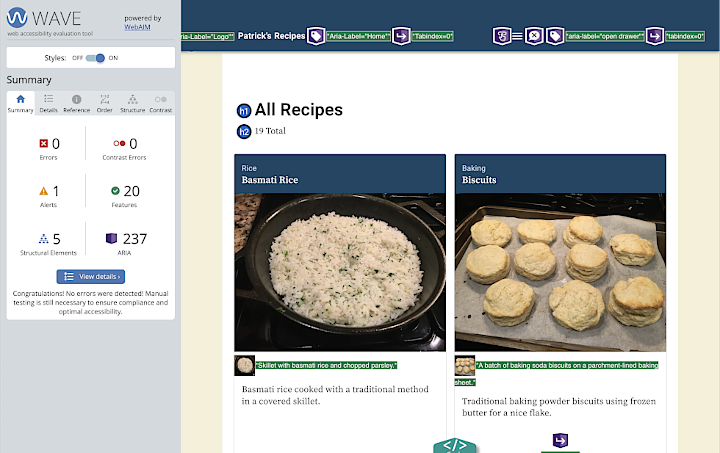 WAVE
web accessibility evaluation tool
powered by
WebAIM
Styles: OFF ON
Summary
Summary Details Reference Order Structure Contrast
0 0
Errors Contrast Errors
1 20
Alerts Features
5 237
Structural Elements ARIA
View details ›
Congratulations! No errors were detected! Manual
testing is still necessary to ensure compliance and
optimal accessibility.
ria-Label="Logo"* Patrick's Recipes *Aria-Label="Home"* *Tabindex=0* *aria-label="open drawer"* *tabindex=0*
h1 All Recipes
h2 19 Total
Rice
Basmati Rice
*Skillet with basmati rice and chopped parsley.*
Basmati rice cooked with a traditional method
in a covered skillet.
Baking
Biscuits
*A batch of baking soda biscuits on a parchment-lined baking
sheet.*
Traditional baking powder biscuits using frozen
butter for a nice flake.
</>